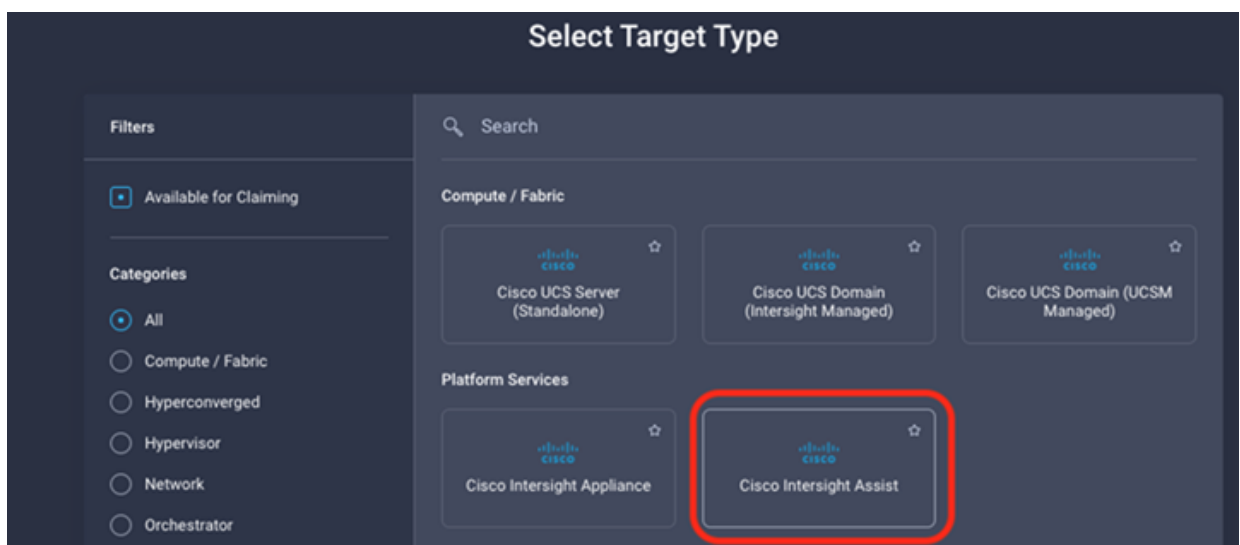 Select Target Type
Filters
Search
Available for Claiming
Categories
All
Compute / Fabric
Hyperconverged
Hypervisor
Network
Orchestrator
Compute / Fabric
CISCO
Cisco UCS Server
(Standalone)
CISCO
Cisco UCS Domain
(Intersight Managed)
CISCO
Cisco UCS Domain (UCSM
Managed)
Platform Services
CISCO
Cisco Intersight Appliance
CISCO
Cisco Intersight Assist